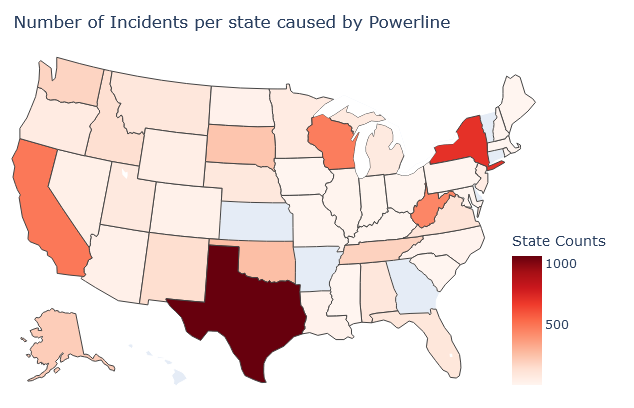 Number of Incidents per state caused by Powerline
State Counts
1000
500